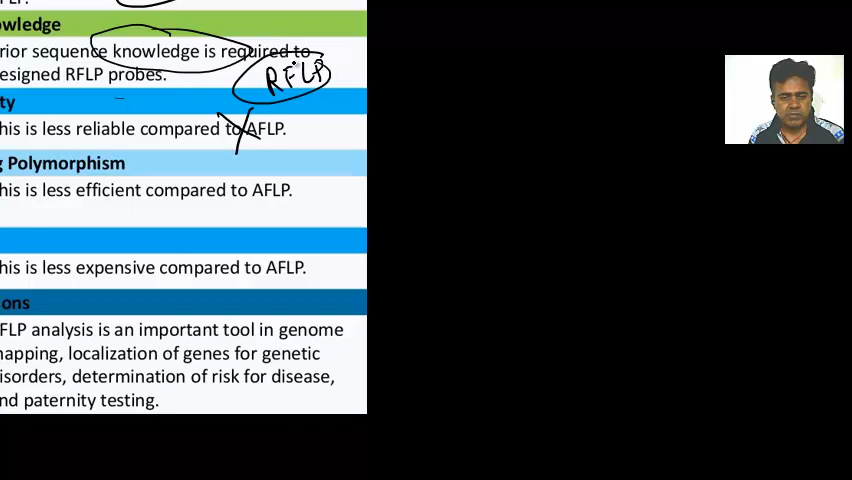 FLP.
owledge
rior sequence knowledge is required to
esigned RFLP probes.
RFLP
ty
his is less reliable compared to AFLP.
g Polymorphism
his is less efficient compared to AFLP.
his is less expensive compared to AFLP.
ons
FLP analysis is an important tool in genome
napping, localization of genes for genetic
isorders, determination of risk for disease,
nd paternity testing.